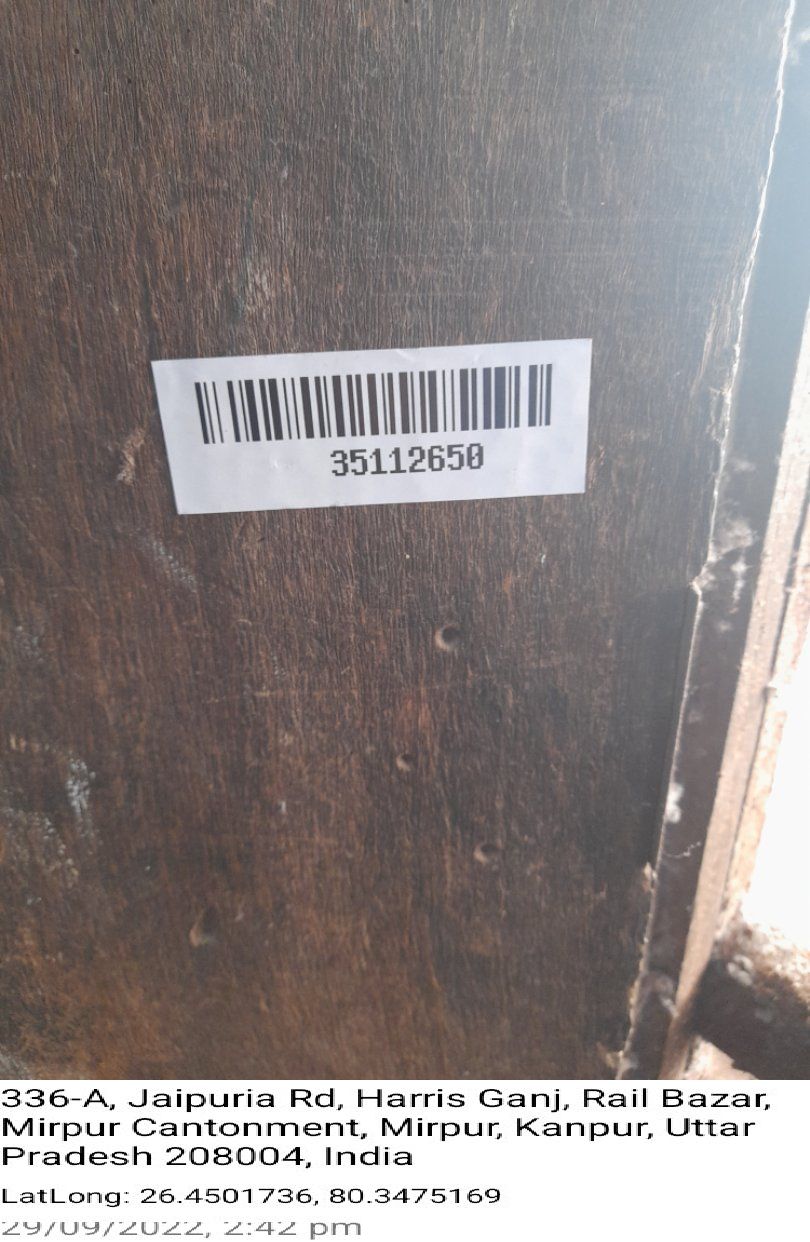 35112650
336-A, Jaipuria Rd, Harris Ganj, Rail Bazar,
Mirpur Cantonment, Mirpur, Kanpur, Uttar
Pradesh 208004, India
LatLong: 26.4501736, 80.3475169
29/09/2022, 2:42 pm